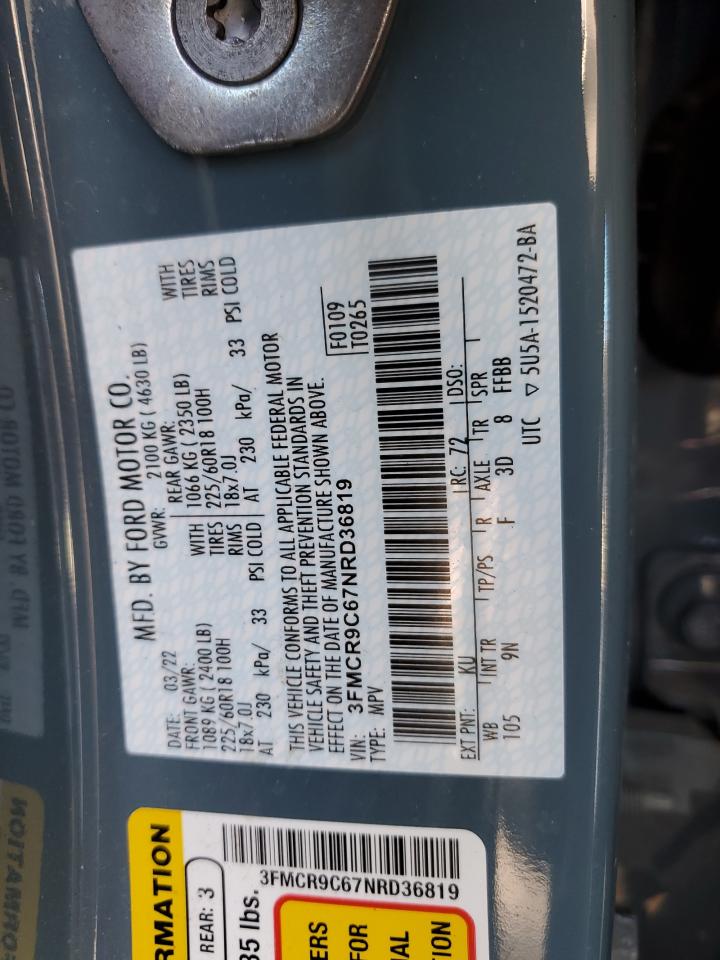 MFD. BY FORD MOTOR CO.
DATE: 03/22 GVWR: 2100 KG ( 4630 LB)
FRONT GAWR: WITH REAR GAWR: WITH
1089 KG ( 2400 LB) TIRES 1066 KG ( 2350 LB) TIRES
225/60R18 100H RIMS 225/60R18 100H RIMS
18x7.0J 18x7.0J
AT 230 kPa/ 33 PSI COLD AT 230 kPa/ 33 PSI COLD
THIS VEHICLE CONFORMS TO ALL APPLICABLE FEDERAL MOTOR
VEHICLE SAFETY AND THEFT PREVENTION STANDARDS IN
EFFECT ON THE DATE OF MANUFACTURE SHOWN ABOVE.
VIN: 3FMCR9C67NRD36819 F0109
TYPE: MPV T0265
EXT PNT: KU RC: 72 DSO:
WB INT TR TP/PS R AXLE TR SPR
105 9N F 3D 8 FFBB
UTC ▽ 5U5A-1520472-BA
RMATION
REAR: 3
35 lbs.
3FMCR9C67NRD36819
ERS
FOR
AL
ION